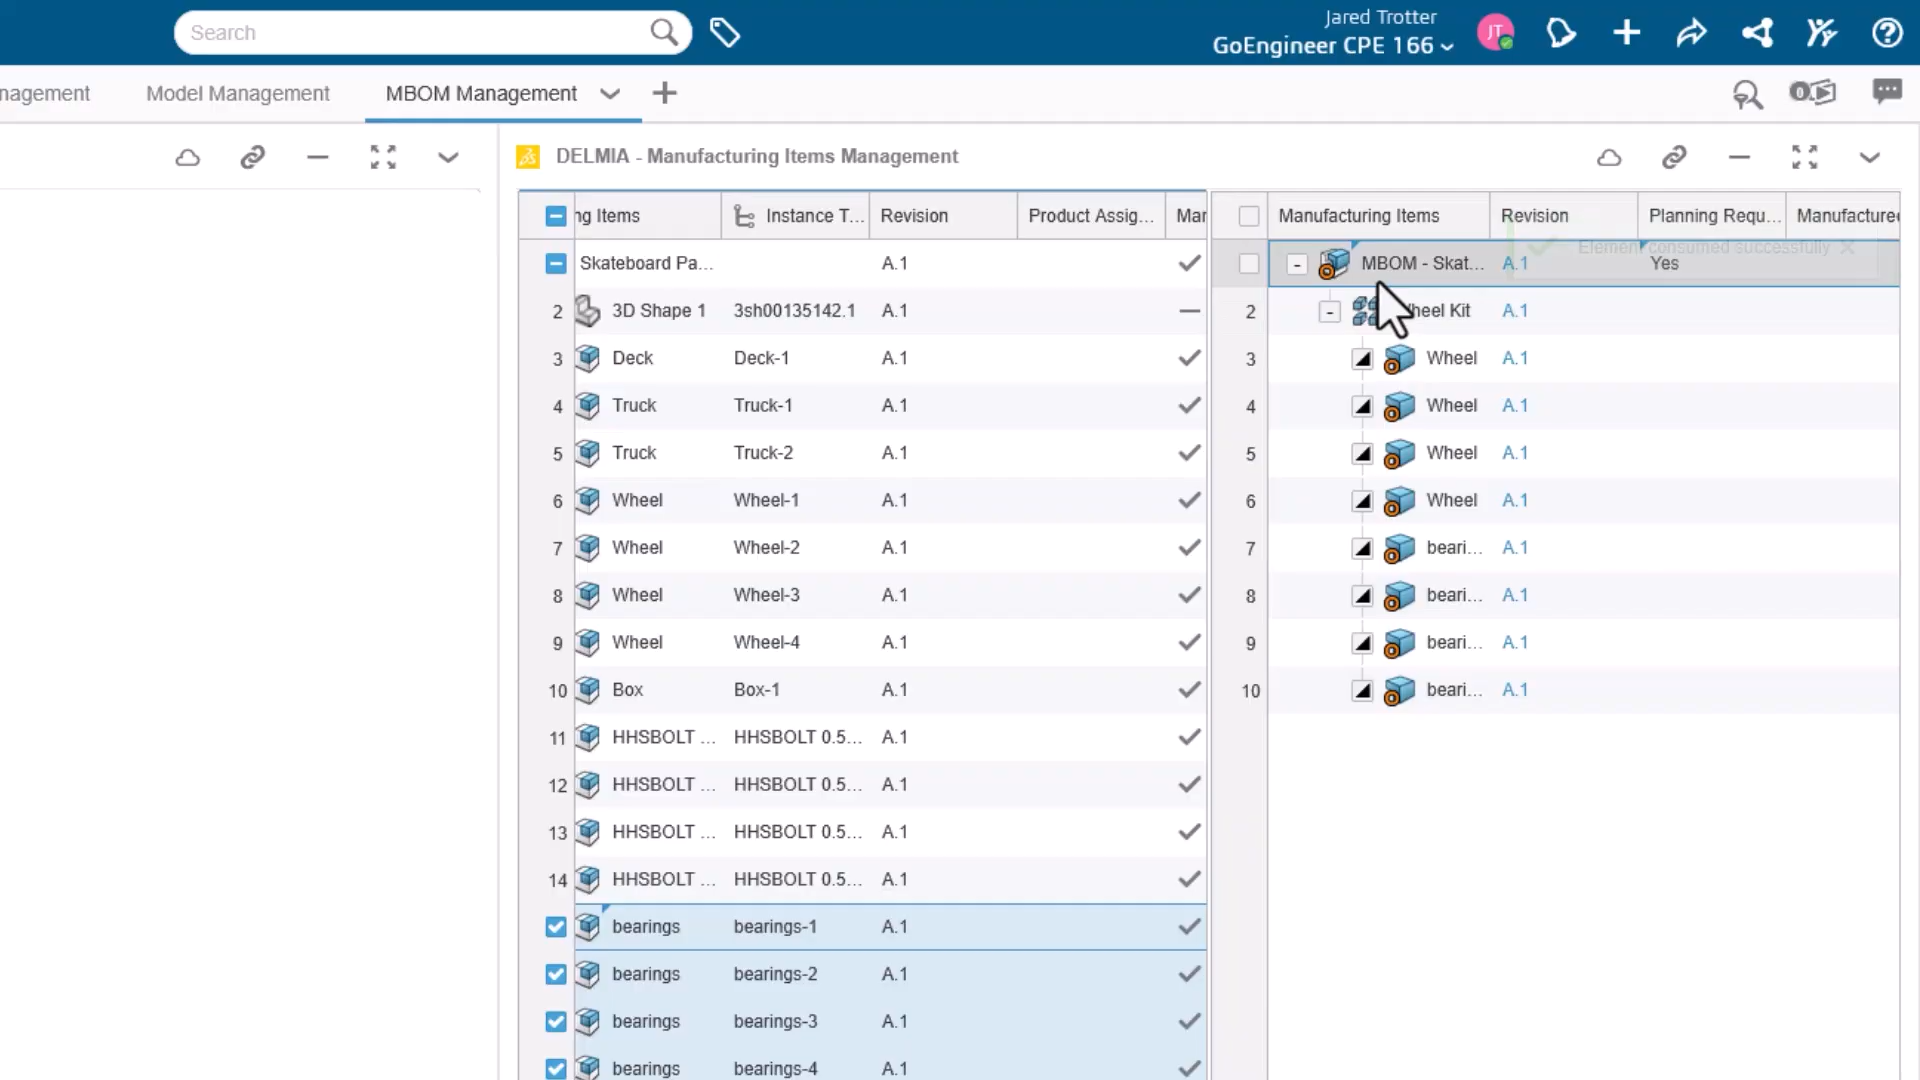 Search
Jared Trotter
GoEngineer CPE 166
JT
nagement
Model Management
MBOM Management
0
DELMIA - Manufacturing Items Management
ng Items
Instance T...
Revision
Product Assig...
Mar
Skateboard Pa...
A.1
2
3D Shape 1
3sh00135142.1
A.1
3
Deck
Deck-1
A.1
4
Truck
Truck-1
A.1
5
Truck
Truck-2
A.1
6
Wheel
Wheel-1
A.1
7
Wheel
Wheel-2
A.1
8
Wheel
Wheel-3
A.1
9
Wheel
Wheel-4
A.1
10
Box
Box-1
A.1
11
HHSBOLT ...
HHSBOLT 0.5...
A.1
12
HHSBOLT ...
HHSBOLT 0.5...
A.1
13
HHSBOLT ...
HHSBOLT 0.5...
A.1
14
HHSBOLT ...
HHSBOLT 0.5...
A.1
bearings
bearings-1
A.1
bearings
bearings-2
A.1
bearings
bearings-3
A.1
bearings
bearings-4
A.1
Manufacturing Items
Revision
Planning Requ...
Manufacture
Element consumed successfully
MBOM - Skat...
A.1
Yes
2
heel Kit
A.1
3
Wheel
A.1
4
Wheel
A.1
5
Wheel
A.1
6
Wheel
A.1
7
beari...
A.1
8
beari...
A.1
9
beari...
A.1
10
beari...
A.1